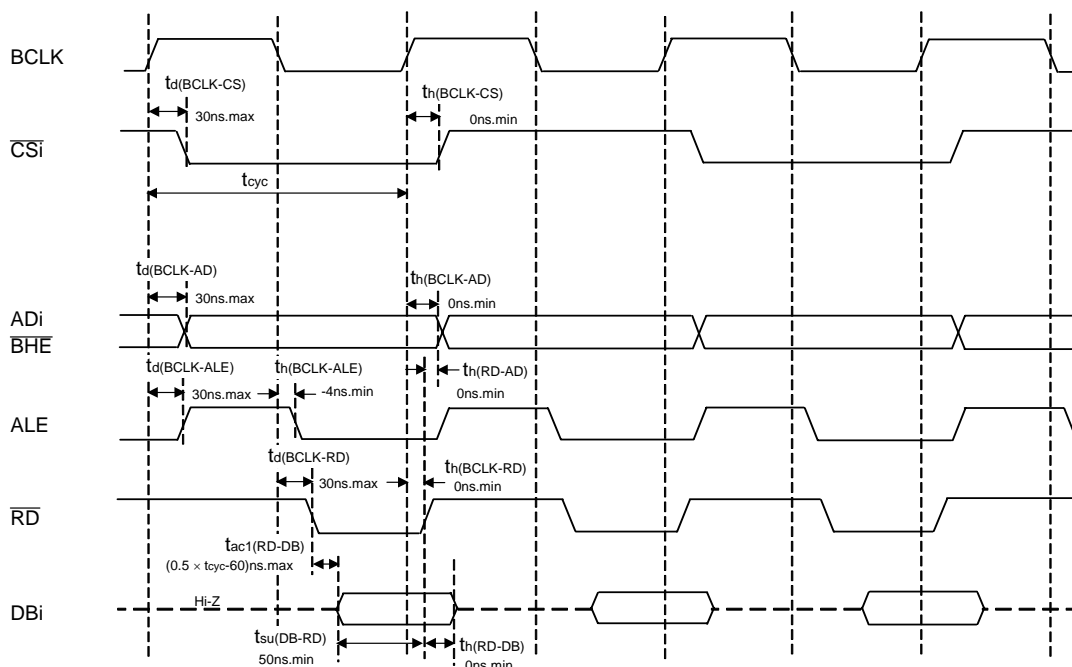 BCLK
td(BCLK-CS)
30ns.max
th(BCLK-CS)
0ns.min
CSi
tcyc
td(BCLK-AD)
30ns.max
th(BCLK-AD)
0ns.min
ADi
BHE
td(BCLK-ALE)
30ns.max
th(BCLK-ALE)
-4ns.min
th(RD-AD)
0ns.min
ALE
td(BCLK-RD)
30ns.max
th(BCLK-RD)
0ns.min
RD
tac1(RD-DB)
(0.5 × tcyc-60)ns.max
Hi-Z
DBi
tsu(DB-RD)
50ns.min
th(RD-DB)
0ns.min